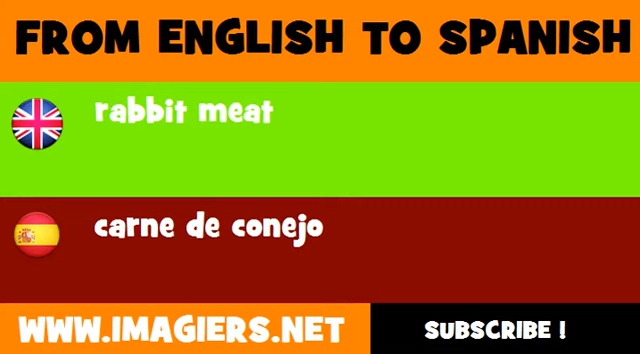 FROM ENGLISH TO SPANISH
rabbit meat
carne de conejo
WWW.IMAGIERS.NET
SUBSCRIBE !